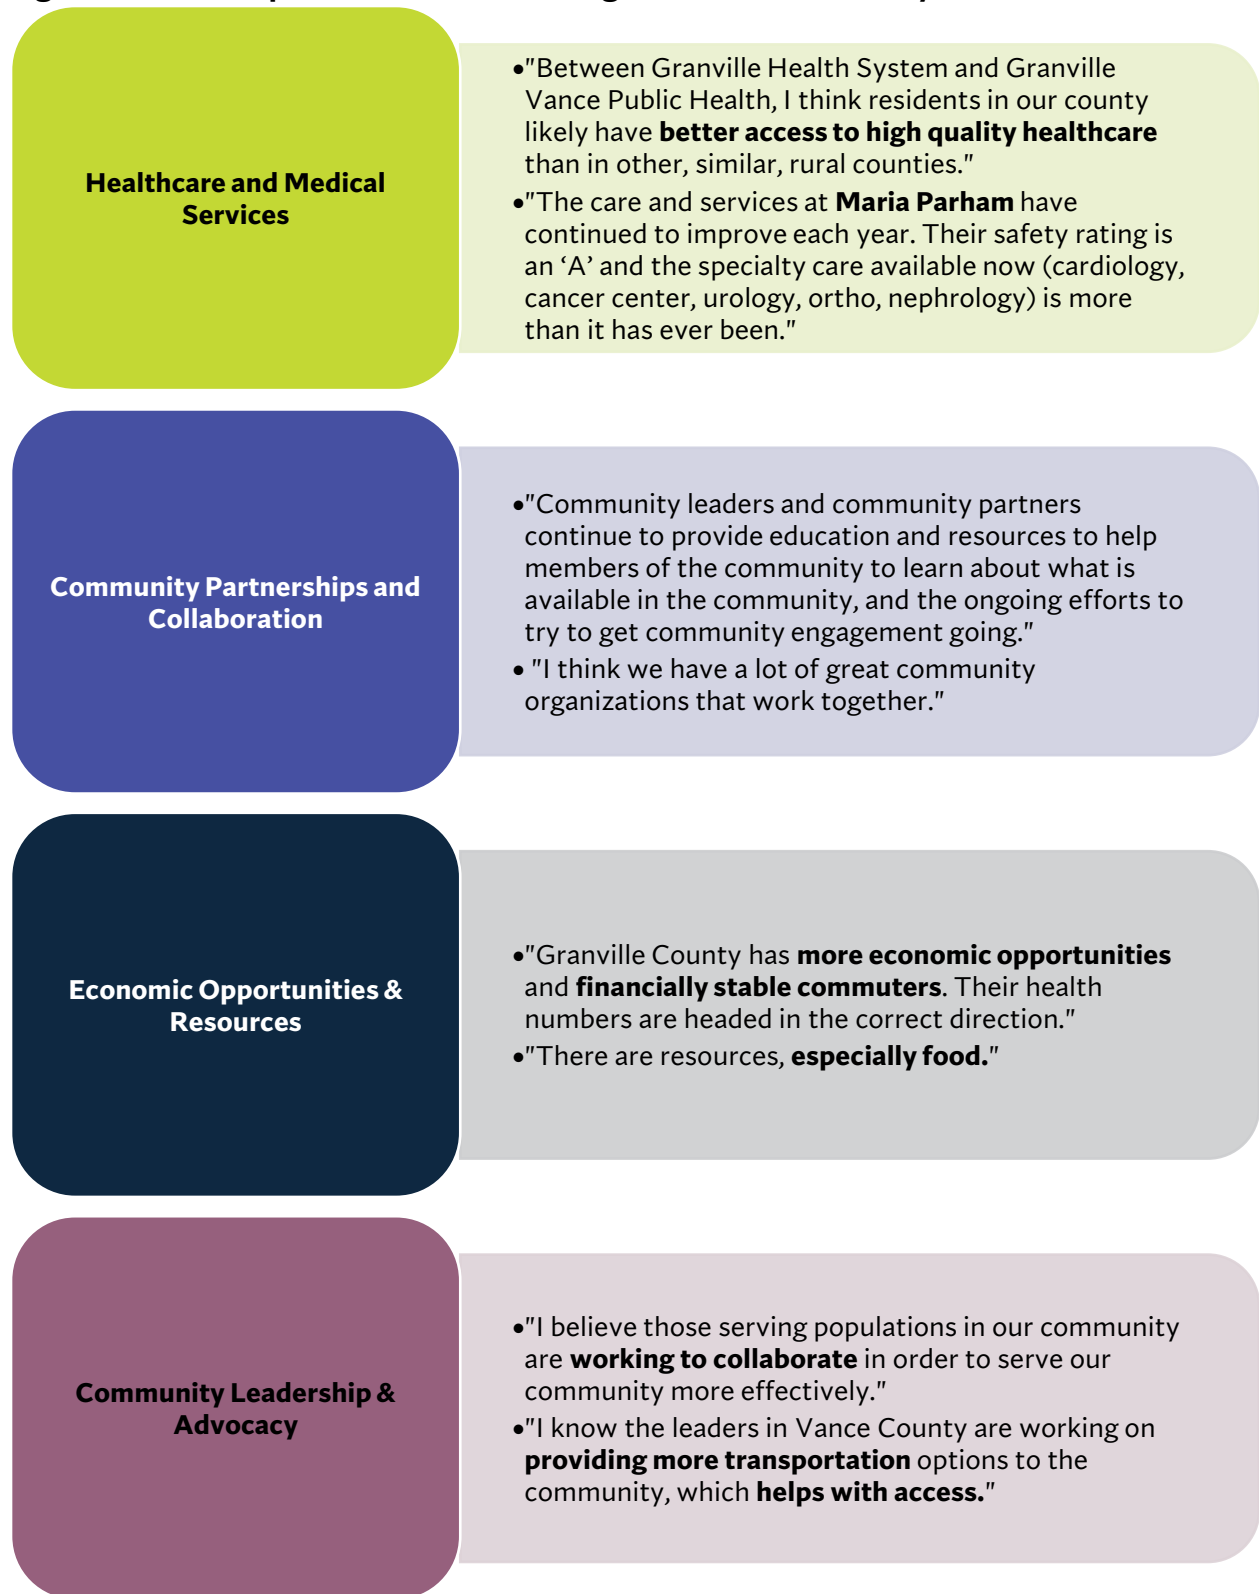 Healthcare and Medical
Services
•"Between Granville Health System and Granville
Vance Public Health, I think residents in our county
likely have better access to high quality healthcare
than in other, similar, rural counties."
•"The care and services at Maria Parham have
continued to improve each year. Their safety rating is
an ‘A’ and the specialty care available now (cardiology,
cancer center, urology, ortho, nephrology) is more
than it has ever been."
Community Partnerships and
Collaboration
•"Community leaders and community partners
continue to provide education and resources to help
members of the community to learn about what is
available in the community, and the ongoing efforts to
try to get community engagement going."
• "I think we have a lot of great community
organizations that work together."
Economic Opportunities &
Resources
•"Granville County has more economic opportunities
and financially stable commuters. Their health
numbers are headed in the correct direction."
•"There are resources, especially food."
Community Leadership &
Advocacy
•"I believe those serving populations in our community
are working to collaborate in order to serve our
community more effectively."
•"I know the leaders in Vance County are working on
providing more transportation options to the
community, which helps with access."